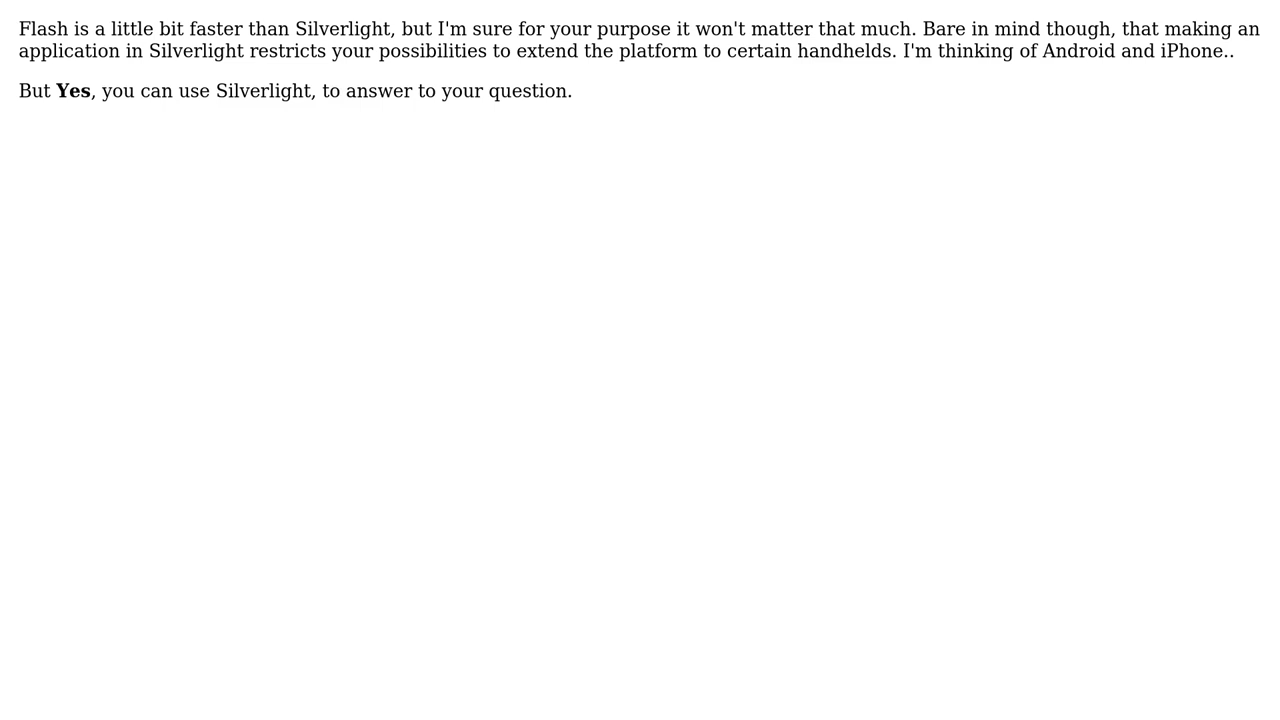 Flash is a little bit faster than Silverlight, but I'm sure for your purpose it won't matter that much. Bare in mind though, that making an
application in Silverlight restricts your possibilities to extend the platform to certain handhelds. I'm thinking of Android and iPhone..
But Yes, you can use Silverlight, to answer to your question.